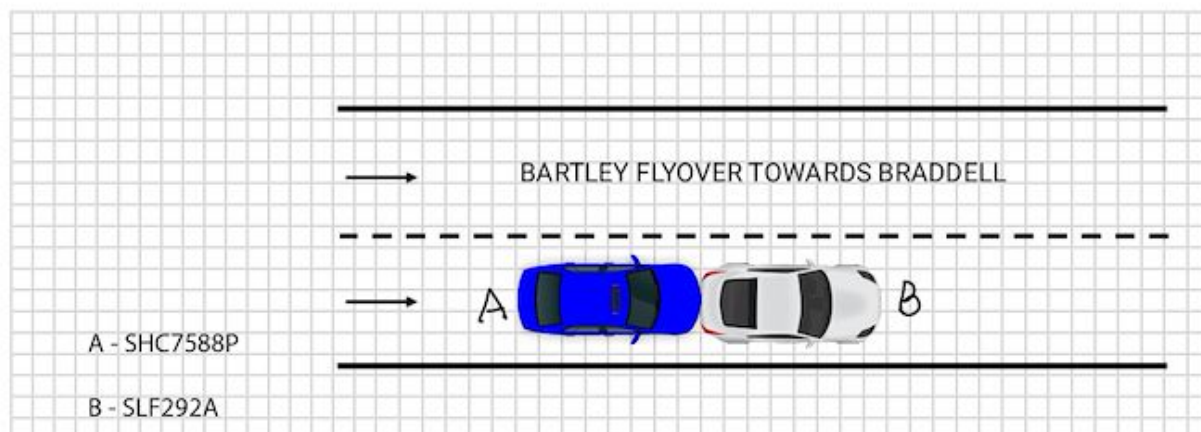 BARTLEY FLYOVER TOWARDS BRADDELL
A B
A - SHC7588P
B - SLF292A